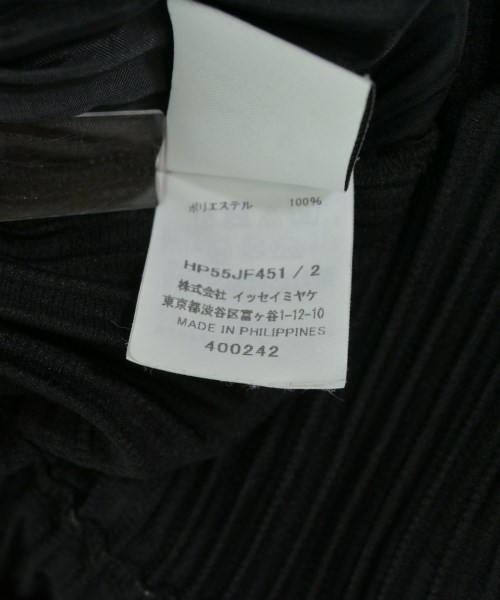 ポリエステル 100%
HP55JF451 / 2
株式会社 イッセイミヤケ
東京都渋谷区富ヶ谷1-12-10
MADE IN PHILIPPINES
400242